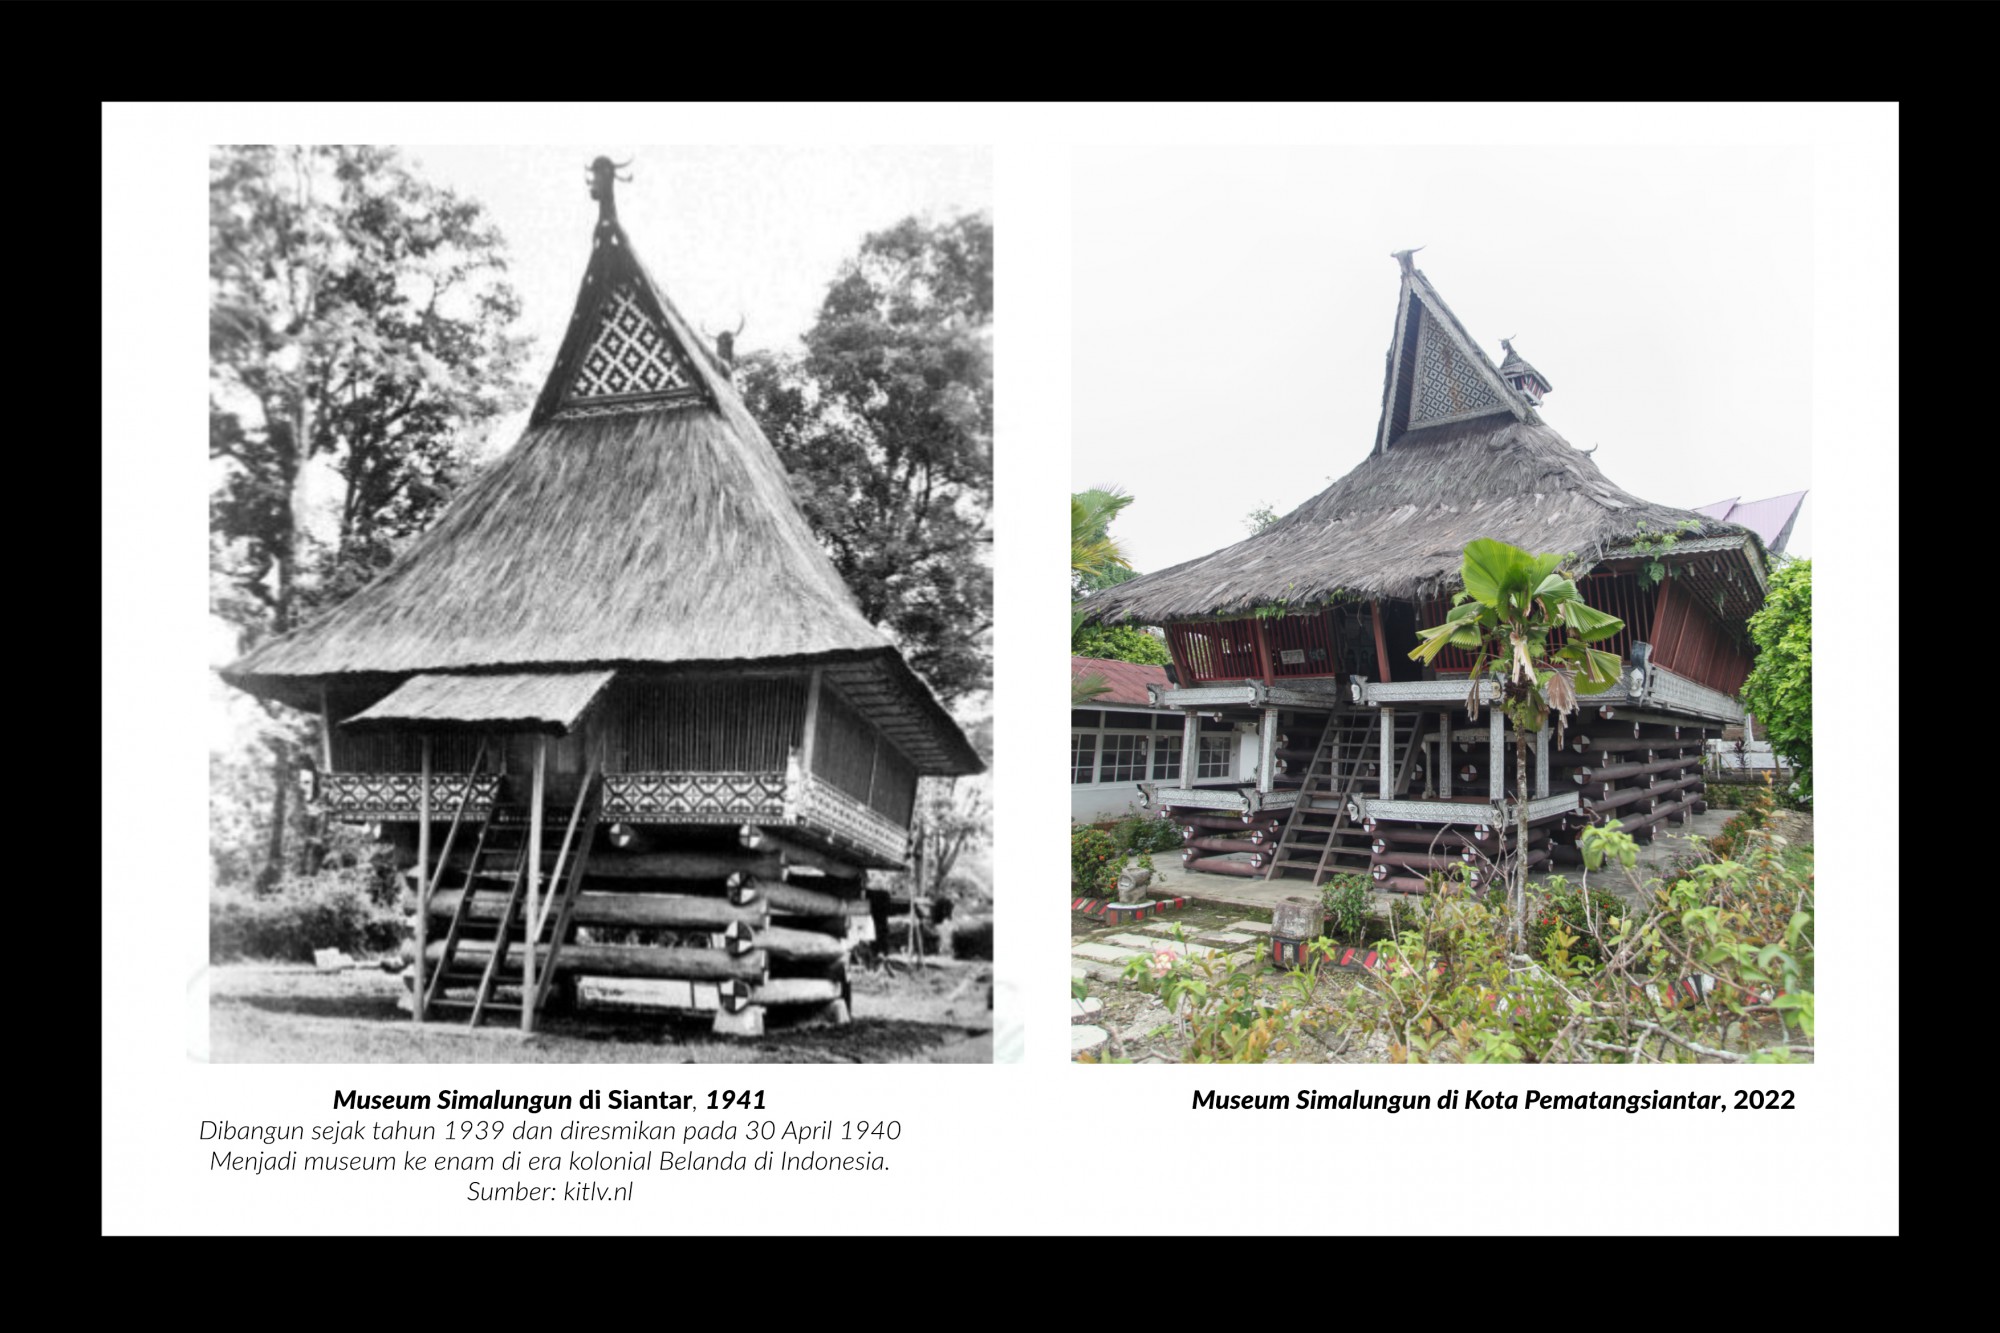 Museum Simalungun di Siantar, 1941
Dibangun sejak tahun 1939 dan diresmikan pada 30 April 1940
Menjadi museum ke enam di era kolonial Belanda di Indonesia.
Sumber: kitlv.nl
Museum Simalungun di Kota Pematangsiantar, 2022